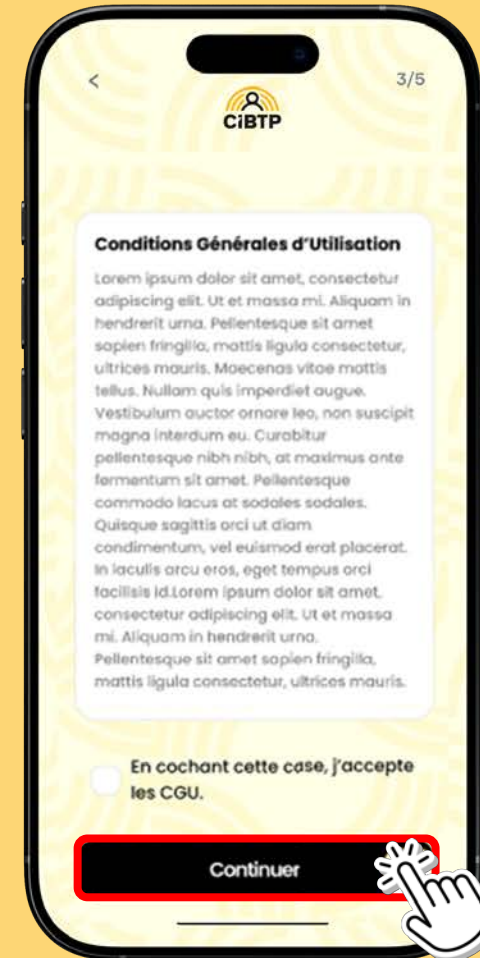 <
3/5
CIBTP
Conditions Générales d'Utilisation
Lorem ipsum dolor sit amet, consectetur
adipiscing elit. Ut et massa mi. Aliquam in
hendrerit urna. Pellentesque sit amet
sapien fringilla, mattis ligula consectetur,
ultrices mauris. Maecenas vitae mattis
tellus. Nullam quis imperdiet augue.
Vestibulum auctor ornare leo, non suscipit
magna interdum eu. Curabitur
pellentesque nibh nibh, at maximus ante
fermentum sit amet. Pellentesque
commodo lacus at sodales sodales.
Quisque sagittis orci ut diam
condimentum, vel euismod erat placerat.
In iaculis arcu eros, eget tempus orci
facilisis id.Lorem ipsum dolor sit amet,
consectetur adipiscing elit. Ut et massa
mi. Aliquam in hendrerit urna.
Pellentesque sit amet sapien fringilla,
mattis ligula consectetur, ultrices mauris.
En cochant cette case, j'accepte
les CGU.
Continuer